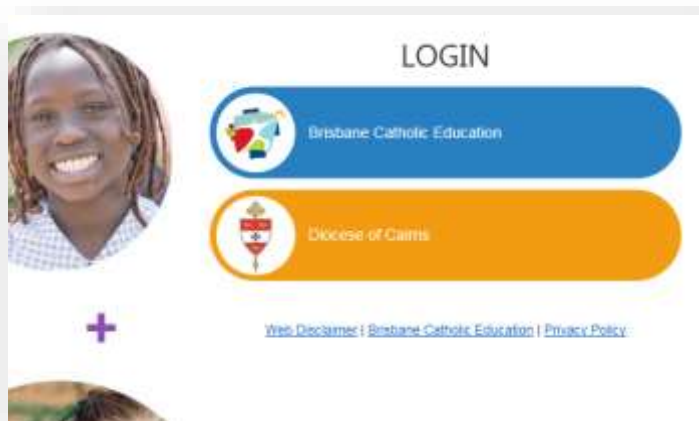 LOGIN
Brisbane Catholic Education
Diocese of Cairns
Web Disclaimer | Brisbane Catholic Education | Privacy Policy